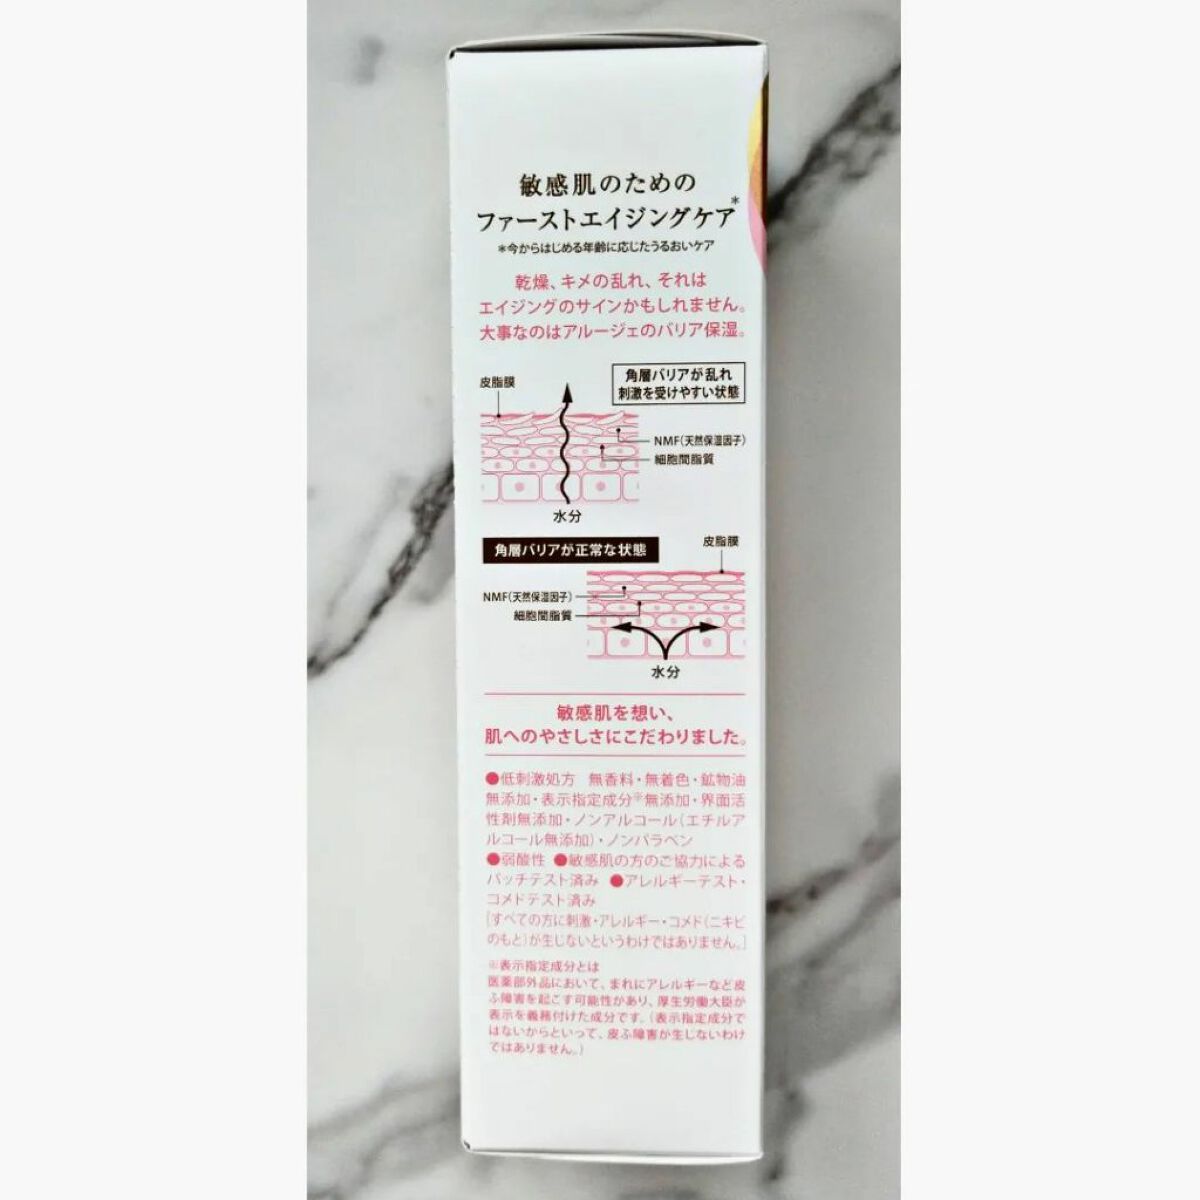 敏感肌のための
ファーストエイジングケア*
*今からはじめる年齢に応じたうるおいケア
乾燥、キメの乱れ、それは
エイジングのサインかもしれません。
大事なのはアルージェのバリア保湿。
角層バリアが乱れ
刺激を受けやすい状態
皮脂膜
NMF(天然保湿因子)
細胞間脂質
水分
角層バリアが正常な状態
皮脂膜
NMF(天然保湿因子)
細胞間脂質
水分
敏感肌を想い、
肌へのやさしさにこだわりました。
●低刺激処方 無香料・無着色・鉱物油
無添加・表示指定成分※無添加・界面活
性剤無添加・ノンアルコール(エチルア
ルコール無添加)・ノンパラベン
●弱酸性 ●敏感肌の方のご協力による
パッチテスト済み ●アレルギーテスト・
コメドテスト済み
[すべての方に刺激・アレルギー・コメド(ニキビ
のもと)が生じないというわけではありません。]
※表示指定成分とは
医薬部外品において、まれにアレルギーなど皮
ふ障害を起こす可能性があり、厚生労働大臣が
表示を義務付けた成分です。(表示指定成分で
はないからといって、皮ふ障害が生じないわけ
ではありません。)